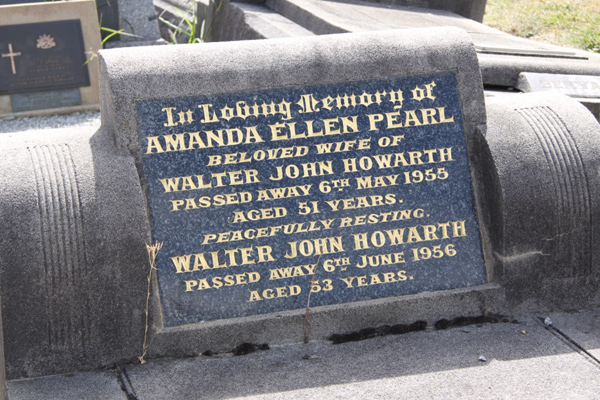 In Loving Memory of
AMANDA ELLEN PEARL
BELOVED WIFE OF
WALTER JOHN HOWARTH
PASSED AWAY 6TH MAY 1955
AGED 51 YEARS.
PEACEFULLY RESTING.
WALTER JOHN HOWARTH
PASSED AWAY 6TH JUNE 1956
AGED 53 YEARS.